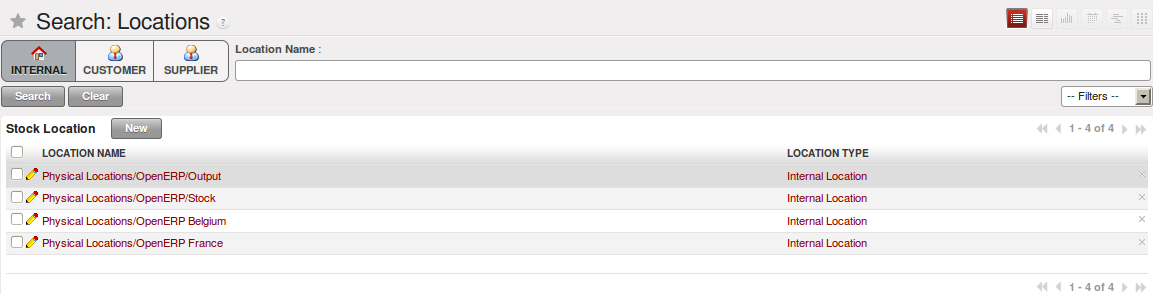 Search: Locations ?
INTERNAL CUSTOMER SUPPLIER
Location Name :
Search Clear
-- Filters --
Stock Location New 1 - 4 of 4
LOCATION NAME LOCATION TYPE
Physical Locations/OpenERP/Output Internal Location
Physical Locations/OpenERP/Stock Internal Location
Physical Locations/OpenERP Belgium Internal Location
Physical Locations/OpenERP France Internal Location
1 - 4 of 4